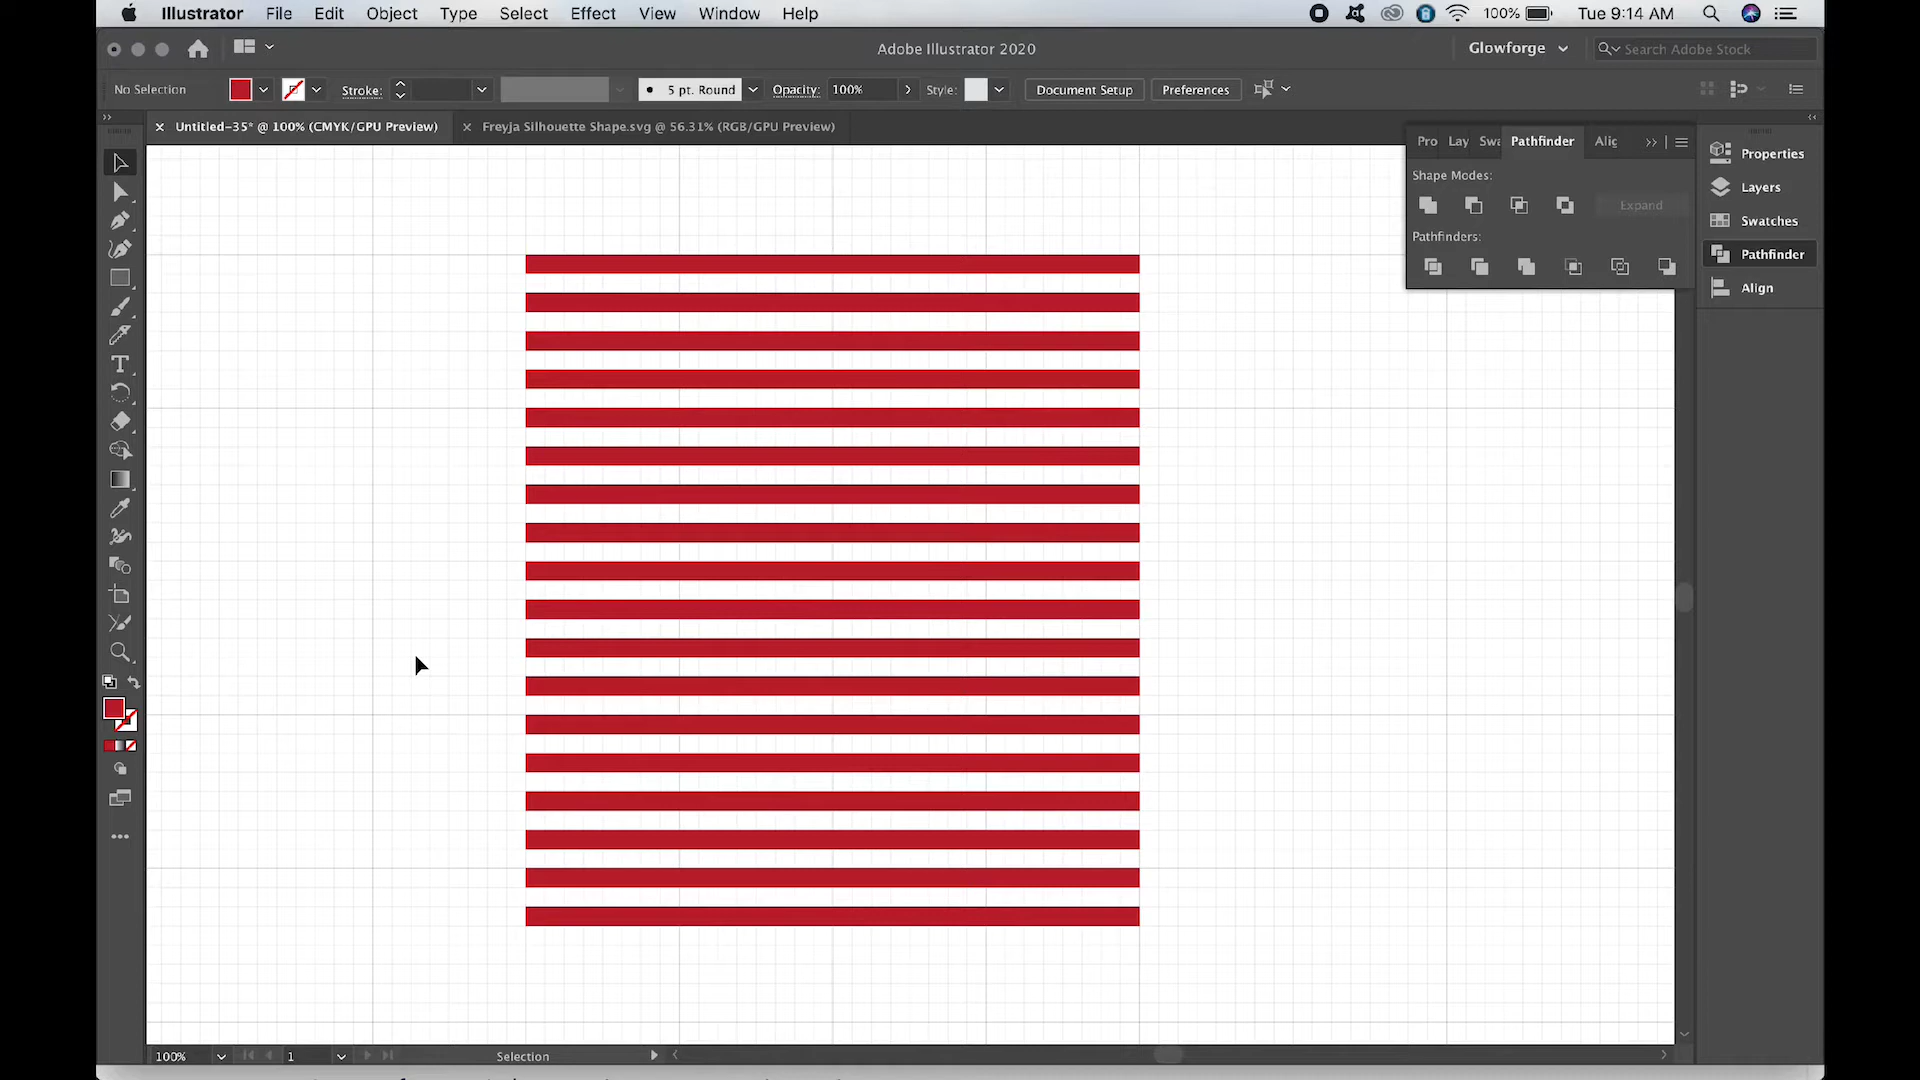 Illustrator File Edit Object Type Select Effect View Window Help 100% Tue 9:14 AM
Adobe Illustrator 2020 Glowforge Search Adobe Stock
No Selection Stroke: 5 pt. Round Opacity: 100% Style: Document Setup Preferences
Untitled-35* @ 100% (CMYK/GPU Preview) Freyja Silhouette Shape.svg @ 56.31% (RGB/GPU Preview)
Pro Lay Swa Pathfinder Alig
Shape Modes:
Expand
Pathfinders:
Properties
Layers
Swatches
Pathfinder
Align
100% 1 Selection